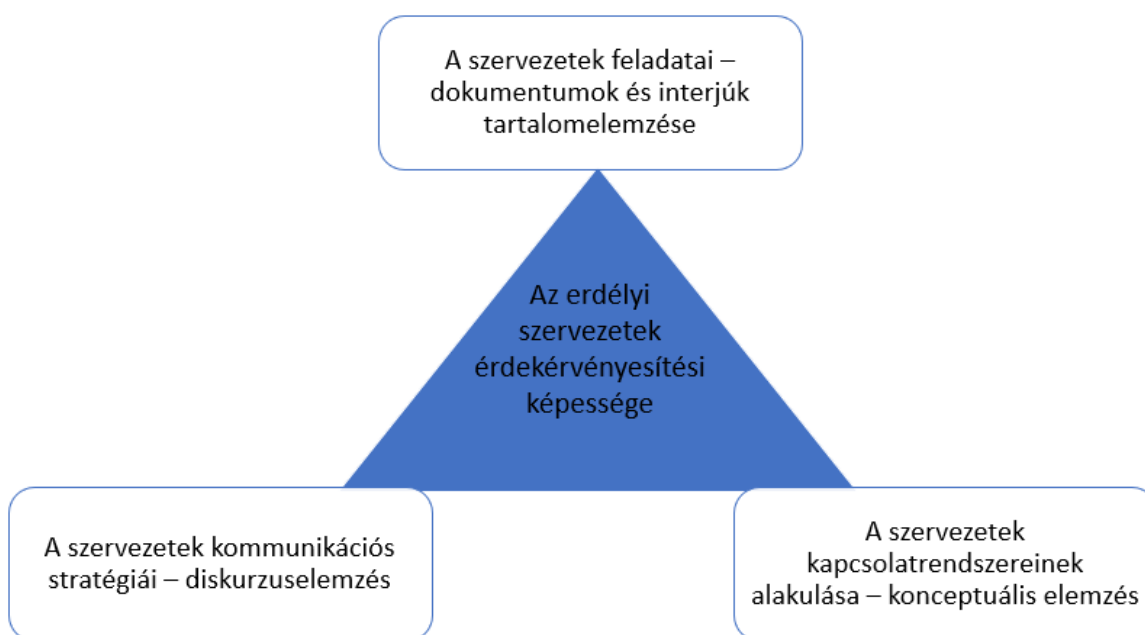 A szervezetek feladatai –
dokumentumok és interjúk
tartalomelemzése
Az erdélyi
szervezetek
érdekérvényesítési
képessége
A szervezetek kommunikációs
stratégiái – diskurzuselemzés
A szervezetek
kapcsolatrendszereinek
alakulása – konceptuális elemzés